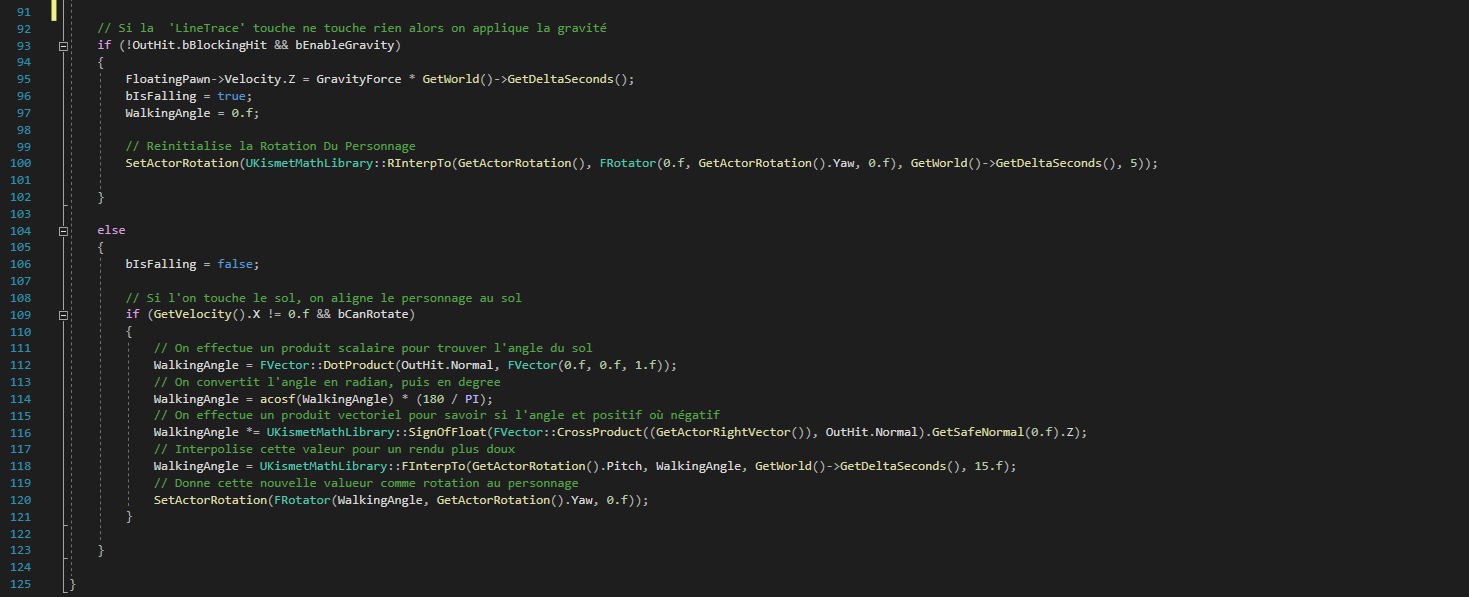 91
92 // Si la  'LineTrace' touche ne touche rien alors on applique la gravité
93 if (!OutHit.bBlockingHit && bEnableGravity)
94 {
95 FloatingPawn->Velocity.Z = GravityForce * GetWorld()->GetDeltaSeconds();
96 bIsFalling = true;
97 WalkingAngle = 0.f;
98
99 // Reinitialise la Rotation Du Personnage
100 SetActorRotation(UKismetMathLibrary::RInterpTo(GetActorRotation(), FRotator(0.f, GetActorRotation().Yaw, 0.f), GetWorld()->GetDeltaSeconds(), 5));
101
102 }
103
104 else
105 {
106 bIsFalling = false;
107
108 // Si l'on touche le sol, on aligne le personnage au sol
109 if (GetVelocity().X != 0.f && bCanRotate)
110 {
111 // On effectue un produit scalaire pour trouver l'angle du sol
112 WalkingAngle = FVector::DotProduct(OutHit.Normal, FVector(0.f, 0.f, 1.f));
113 // On convertit l'angle en radian, puis en degree
114 WalkingAngle = acosf(WalkingAngle) * (180 / PI);
115 // On effectue un produit vectoriel pour savoir si l'angle et positif où négatif
116 WalkingAngle *= UKismetMathLibrary::SignOfFloat(FVector::CrossProduct((GetActorRightVector()), OutHit.Normal).GetSafeNormal(0.f).Z);
117 // Interpolise cette valeur pour un rendu plus doux
118 WalkingAngle = UKismetMathLibrary::FInterpTo(GetActorRotation().Pitch, WalkingAngle, GetWorld()->GetDeltaSeconds(), 15.f);
119 // Donne cette nouvelle valueur comme rotation au personnage
120 SetActorRotation(FRotator(WalkingAngle, GetActorRotation().Yaw, 0.f));
121 }
122
123 }
124
125 }